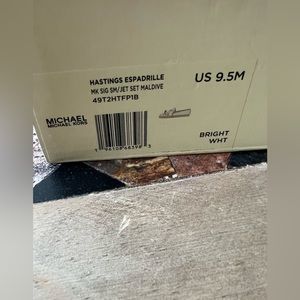 HASTINGS ESPADRILLE
MK SIG SM/JET SET MALDIVE
49T2HTFP1B
US 9.5M
MICHAEL
MICHAEL KORS
BRIGHT
WHT